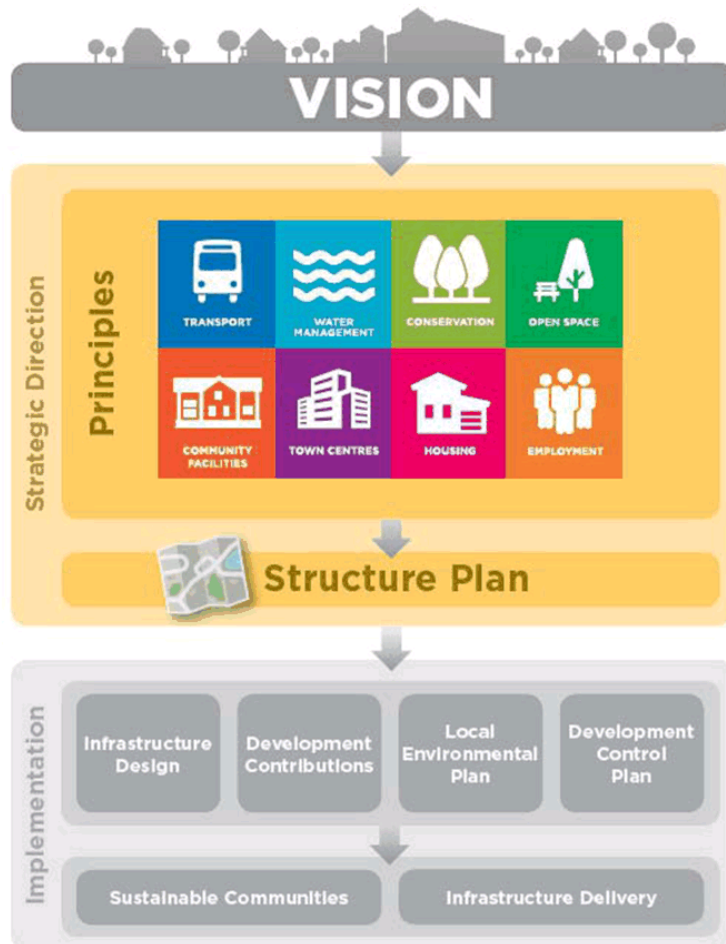 VISION
Strategic Direction
Principles
TRANSPORT
WATER
MANAGEMENT
CONSERVATION
OPEN SPACE
COMMUNITY
FACILITIES
TOWN CENTRES
HOUSING
EMPLOYMENT
Structure Plan
Implementation
Infrastructure
Design
Development
Contributions
Local
Environmental
Plan
Development
Control
Plan
Sustainable Communities
Infrastructure Delivery